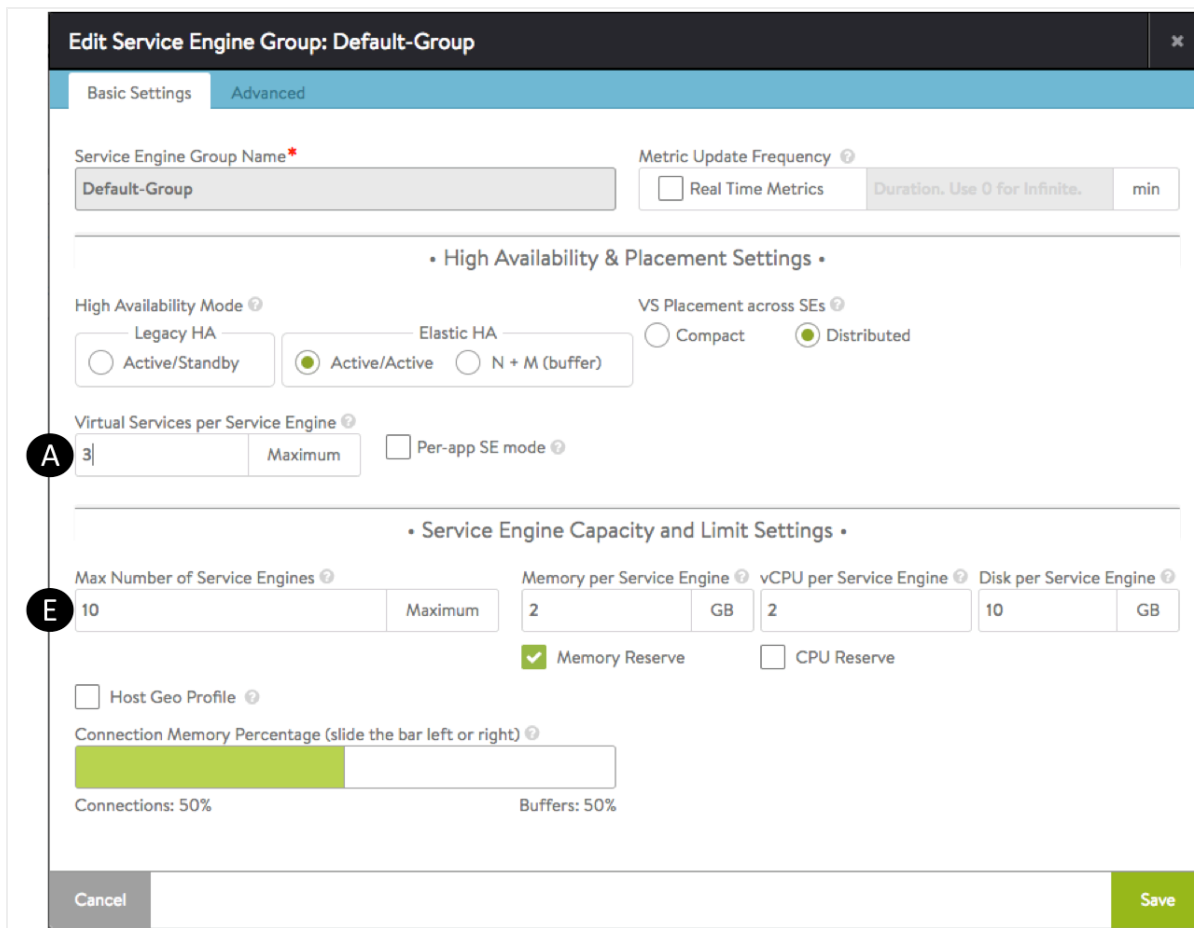 Edit Service Engine Group: Default-Group ×
Basic Settings Advanced
Service Engine Group Name* Metric Update Frequency ?
Default-Group Real Time Metrics Duration. Use 0 for Infinite. min
• High Availability & Placement Settings •
High Availability Mode ? VS Placement across SEs ?
Legacy HA Elastic HA
Compact Distributed
Active/Standby Active/Active N + M (buffer)
Virtual Services per Service Engine ?
A 3 Maximum Per-app SE mode ?
• Service Engine Capacity and Limit Settings •
Max Number of Service Engines ? Memory per Service Engine ? vCPU per Service Engine ? Disk per Service Engine ?
E 10 Maximum 2 GB 2 10 GB
Memory Reserve CPU Reserve
Host Geo Profile ?
Connection Memory Percentage (slide the bar left or right) ?
Connections: 50% Buffers: 50%
Cancel Save